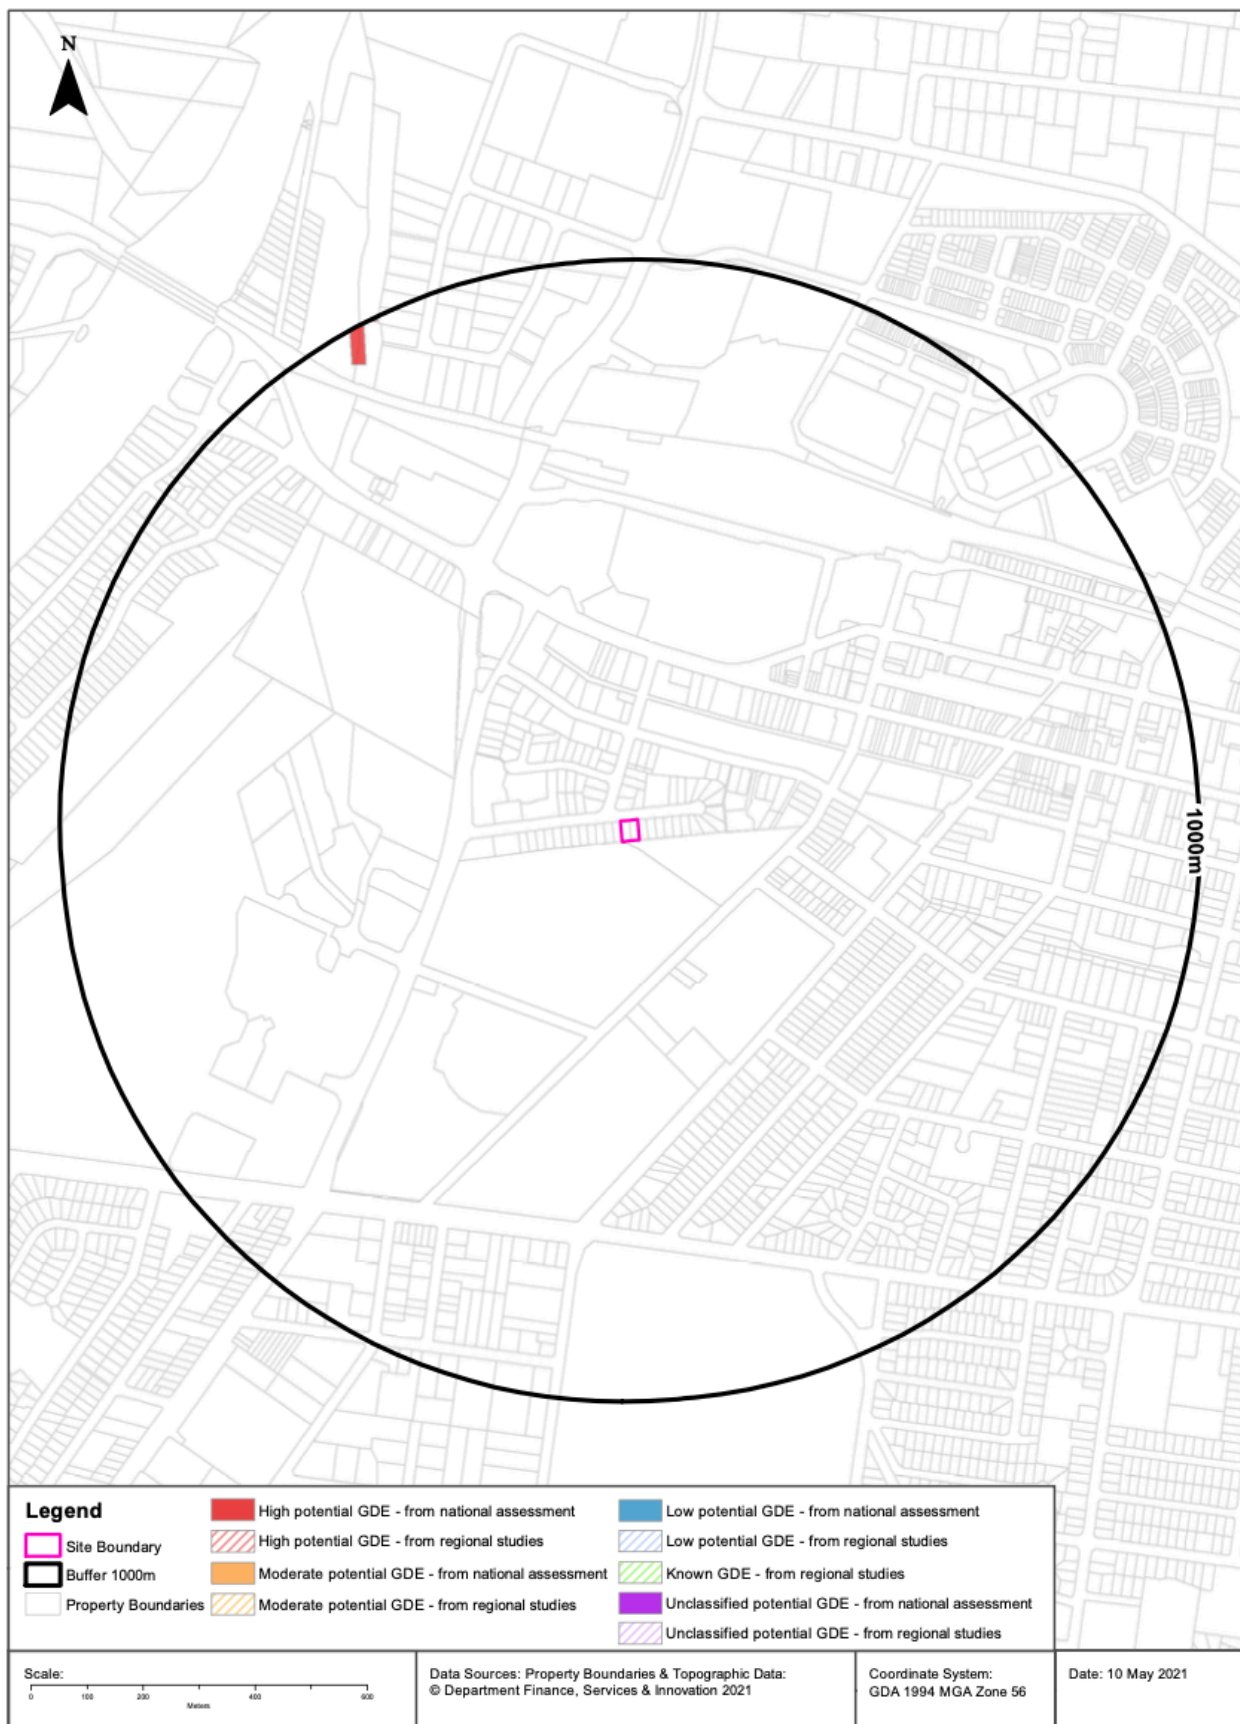 N
1000m
Legend
Site Boundary
Buffer 1000m
Property Boundaries
High potential GDE - from national assessment
High potential GDE - from regional studies
Moderate potential GDE - from national assessment
Moderate potential GDE - from regional studies
Low potential GDE - from national assessment
Low potential GDE - from regional studies
Known GDE - from regional studies
Unclassified potential GDE - from national assessment
Unclassified potential GDE - from regional studies
Scale:
0 100 200 400 600
Meters
Data Sources: Property Boundaries & Topographic Data:
© Department Finance, Services & Innovation 2021
Coordinate System:
GDA 1994 MGA Zone 56
Date: 10 May 2021